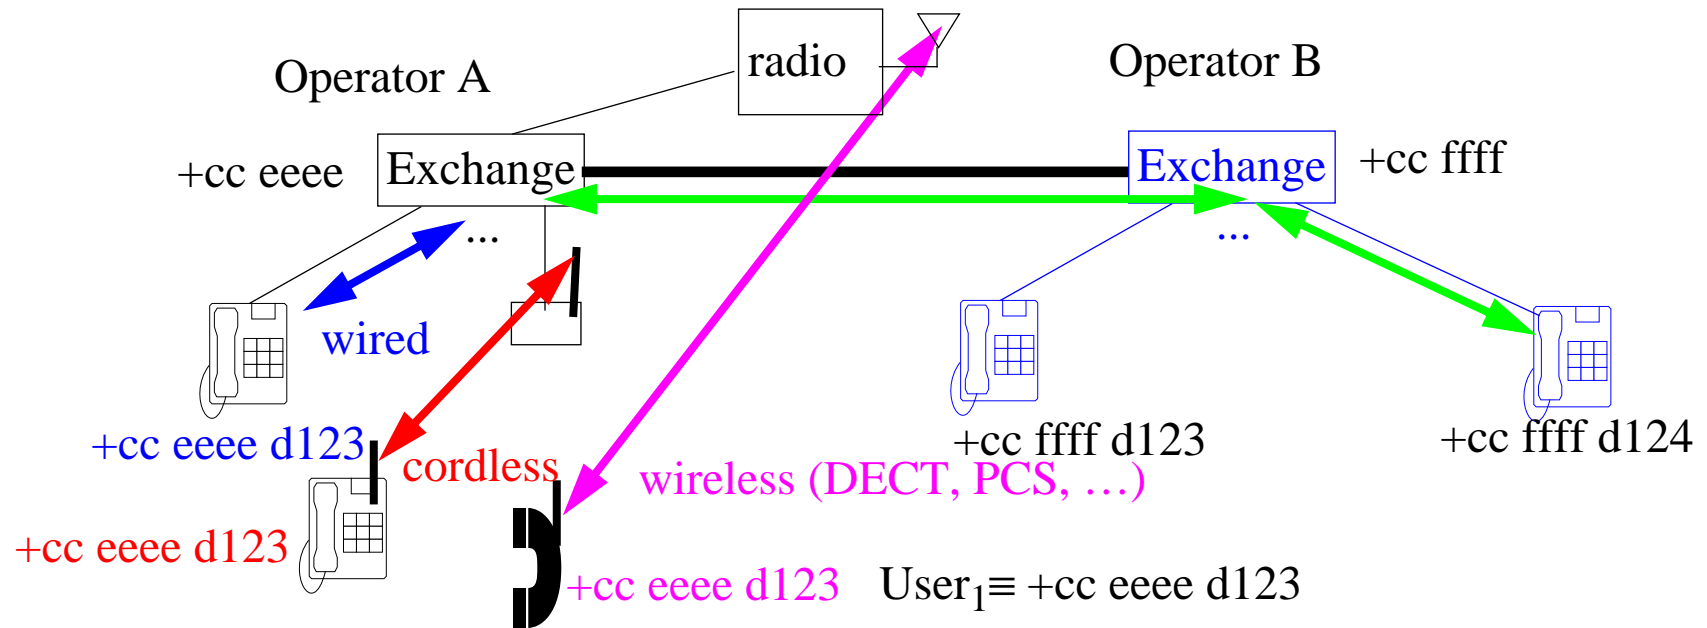 radio
Operator A
Operator B
+cc eeee
Exchange
Exchange
+cc ffff
...
...
wired
+cc eeee d123
cordless
+cc ffff d123
+cc ffff d124
wireless (DECT, PCS, …)
+cc eeee d123
+cc eeee d123
User1≡ +cc eeee d123